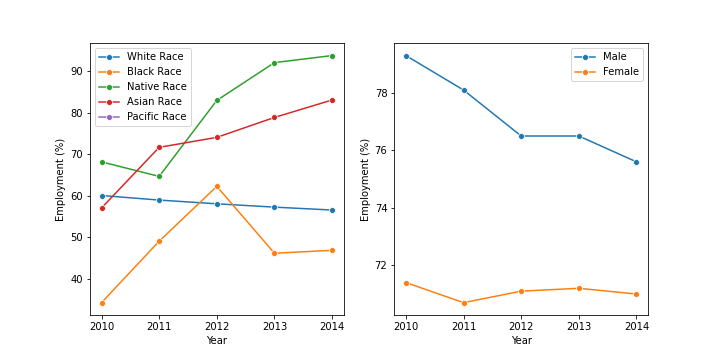 White Race
Black Race
Native Race
Asian Race
Pacific Race
90
80
70
60
50
40
Employment (%)
2010 2011 2012 2013 2014
Year
Male
Female
78
76
74
72
Employment (%)
2010 2011 2012 2013 2014
Year